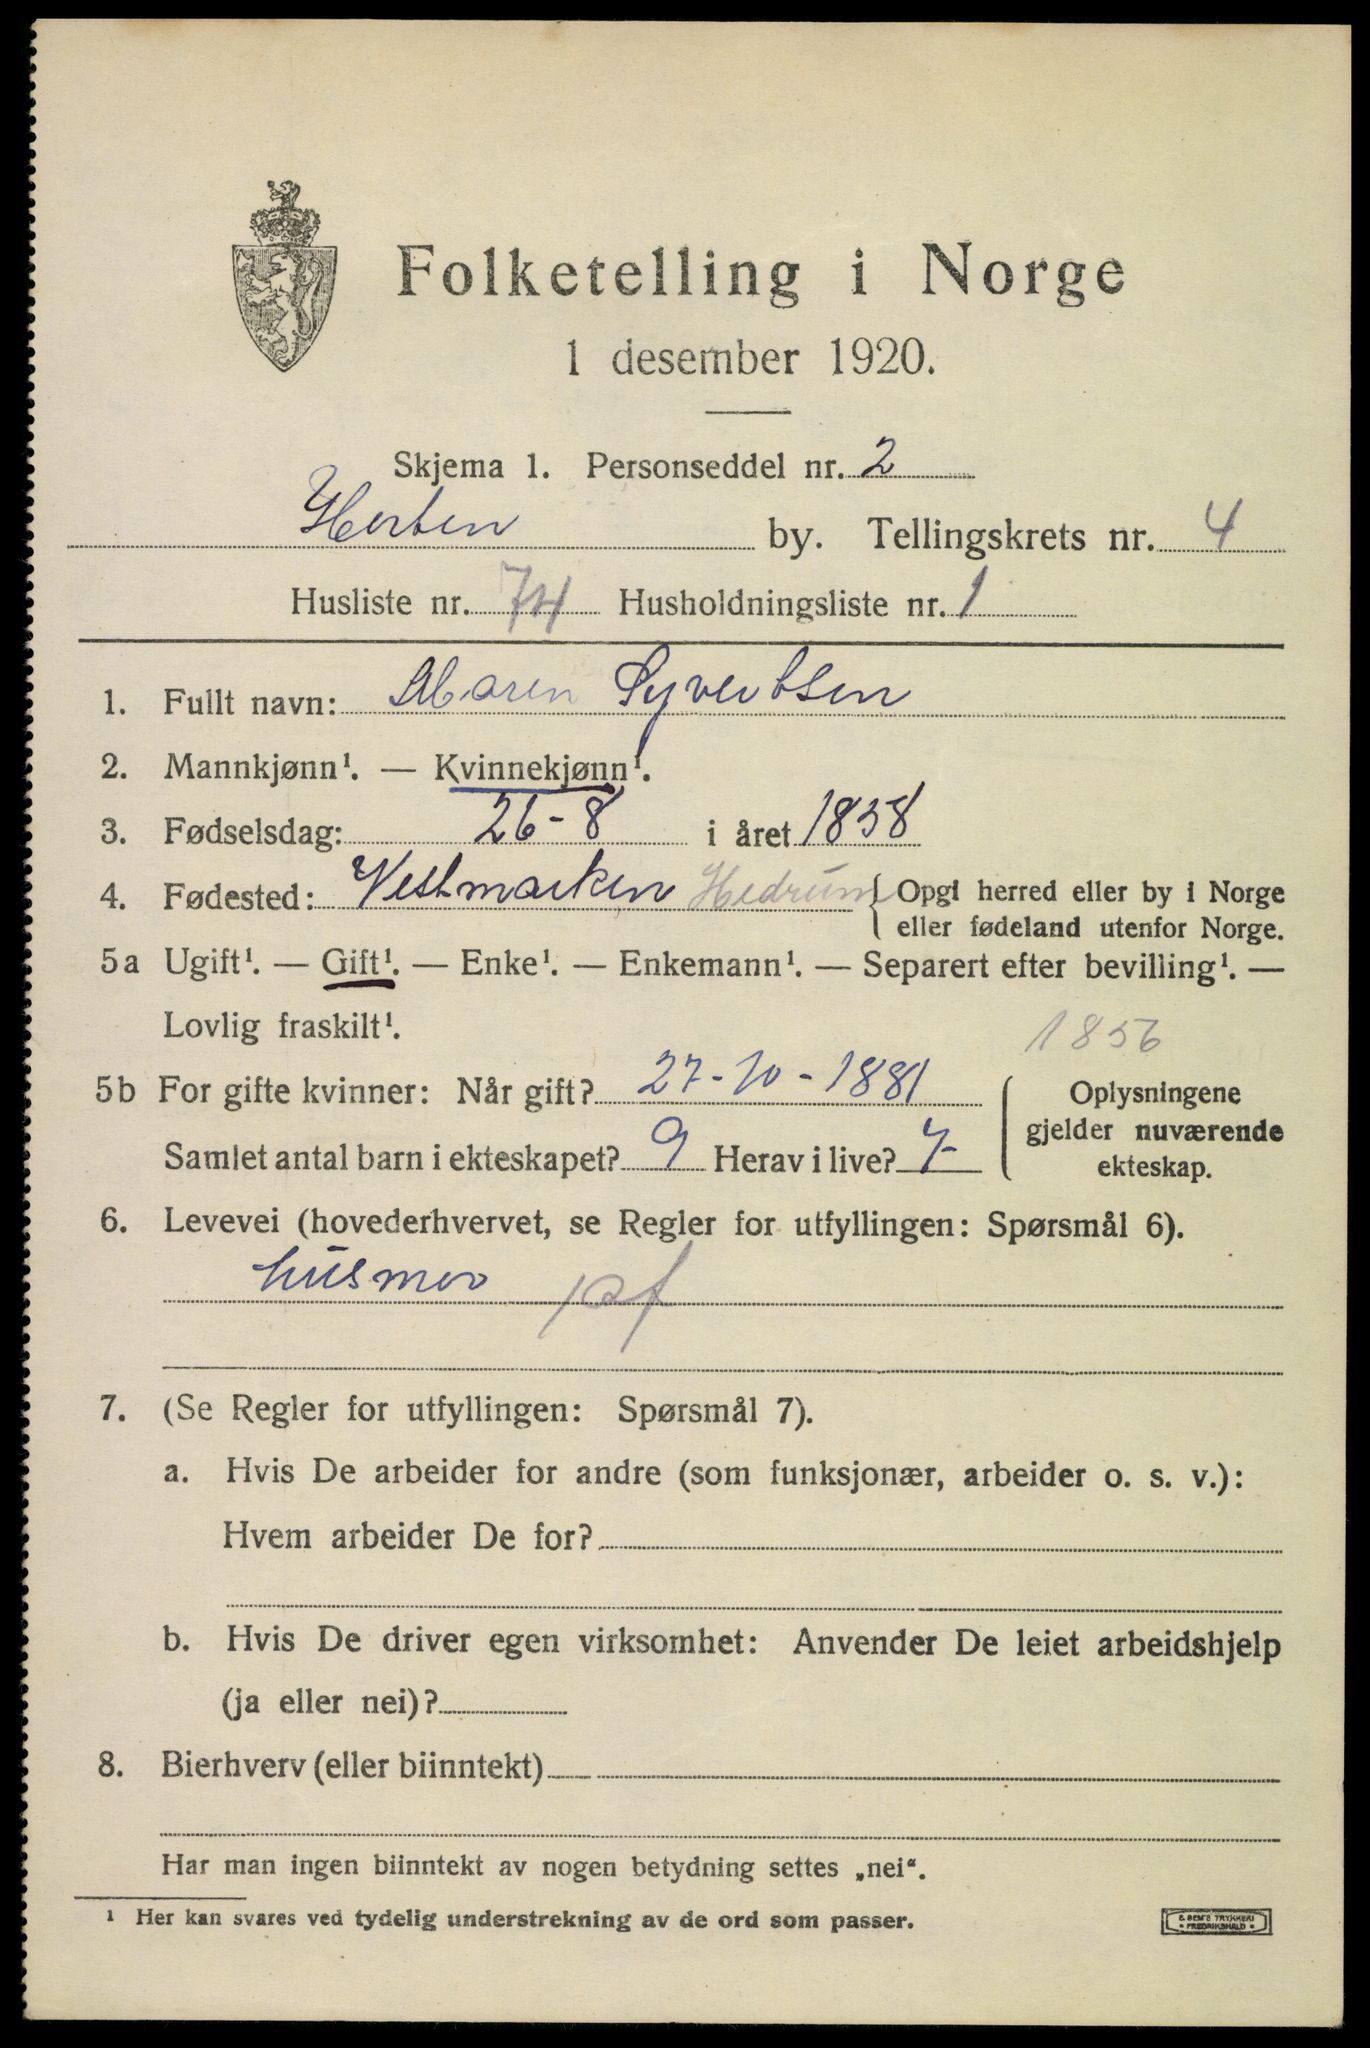 Folketelling i Norge
1 desember 1920.
Skjema 1. Personseddel nr. 2
Horten by. Tellingskrets nr. 4
Husliste nr. 74 Husholdningsliste nr. 1
1. Fullt navn: Maren Syvertsen
2. Mannkjønn¹. — Kvinnekjønn¹.
3. Fødselsdag: 26-8 i året 1858
4. Fødested: Vestmarken Hedrum { Opgi herred eller by i Norge
eller fødeland utenfor Norge.
5a Ugift¹. — Gift¹. — Enke¹. — Enkemann¹. — Separert efter bevilling¹. —
Lovlig fraskilt¹.
1856
5b For gifte kvinner: Når gift? 27-10-1881
Samlet antal barn i ekteskapet? 9 Herav i live? 7
Oplysningene
gjelder nuværende
ekteskap.
6. Levevei (hovederhvervet, se Regler for utfyllingen: Spørsmål 6).
husmor
7. (Se Regler for utfyllingen: Spørsmål 7).
a. Hvis De arbeider for andre (som funksjonær, arbeider o. s. v.):
Hvem arbeider De for?
b. Hvis De driver egen virksomhet: Anvender De leiet arbeidshjelp
(ja eller nei)?
8. Bierhverv (eller biinntekt)
Har man ingen biinntekt av nogen betydning settes „nei“.
¹ Her kan svares ved tydelig understrekning av de ord som passer.
E. SEM'S TRYKKERI
FREDRIKSHALD